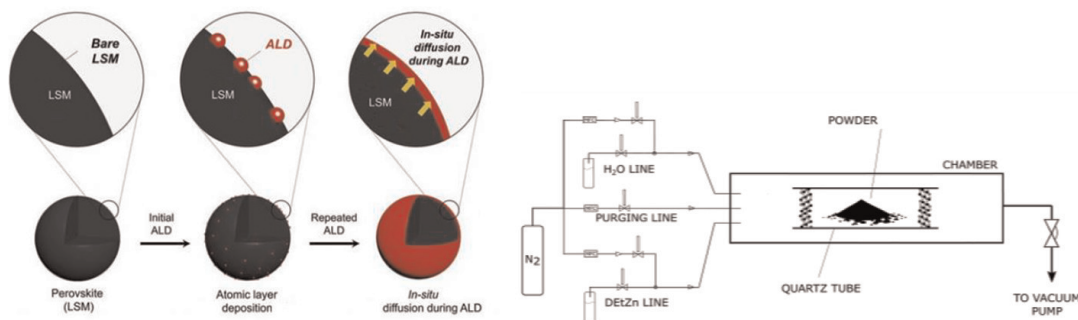 Bare
LSM
LSM
ALD
LSM
In-situ
diffusion
during ALD
LSM
Initial
ALD
Repeated
ALD
Perovskite
(LSM)
Atomic layer
deposition
In-situ
diffusion during ALD
N2
H2O LINE
PURGING LINE
DEtZn LINE
POWDER
CHAMBER
QUARTZ TUBE
TO VACUUM
PUMP